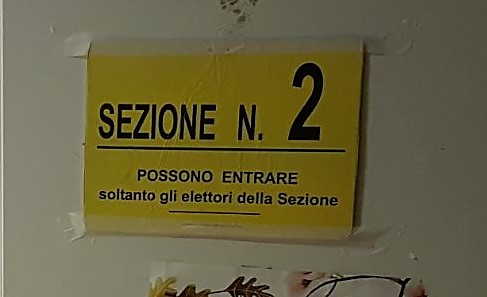 SEZIONE N. 2
POSSONO ENTRARE
soltanto gli elettori della Sezione